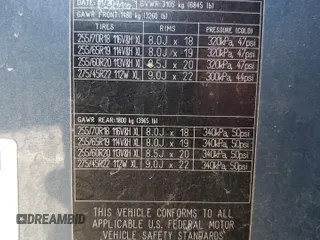 GVWR: 3105 kg (6845 lb)
GAWR FRONT: 1480 kg (3260 lb)
TIRES RIMS PRESSURE (COLD)
255/70R18 116V&H XL 8.0J x 18 320kPa, 47psi
255/65R19 114V&H XL 8.0J x 19 320kPa, 47psi
255/60R20 113V&H XL 8.5J x 20 320kPa, 47psi
275/45R22 112W XL 9.0J x 22 300kPa, 44psi
GAWR REAR: 1800 kg (3965 lb)
255/70R18 116V&H XL 8.0J x 18 340kPa, 50psi
255/65R19 114V&H XL 8.0J x 19 340kPa, 50psi
255/60R20 113V&H XL 8.5J x 20 340kPa, 50psi
275/45R22 112W XL 9.0J x 22 340kPa, 50psi
THIS VEHICLE CONFORMS TO ALL
APPLICABLE U.S. FEDERAL MOTOR
VEHICLE SAFETY STANDARDS
DREAMBID